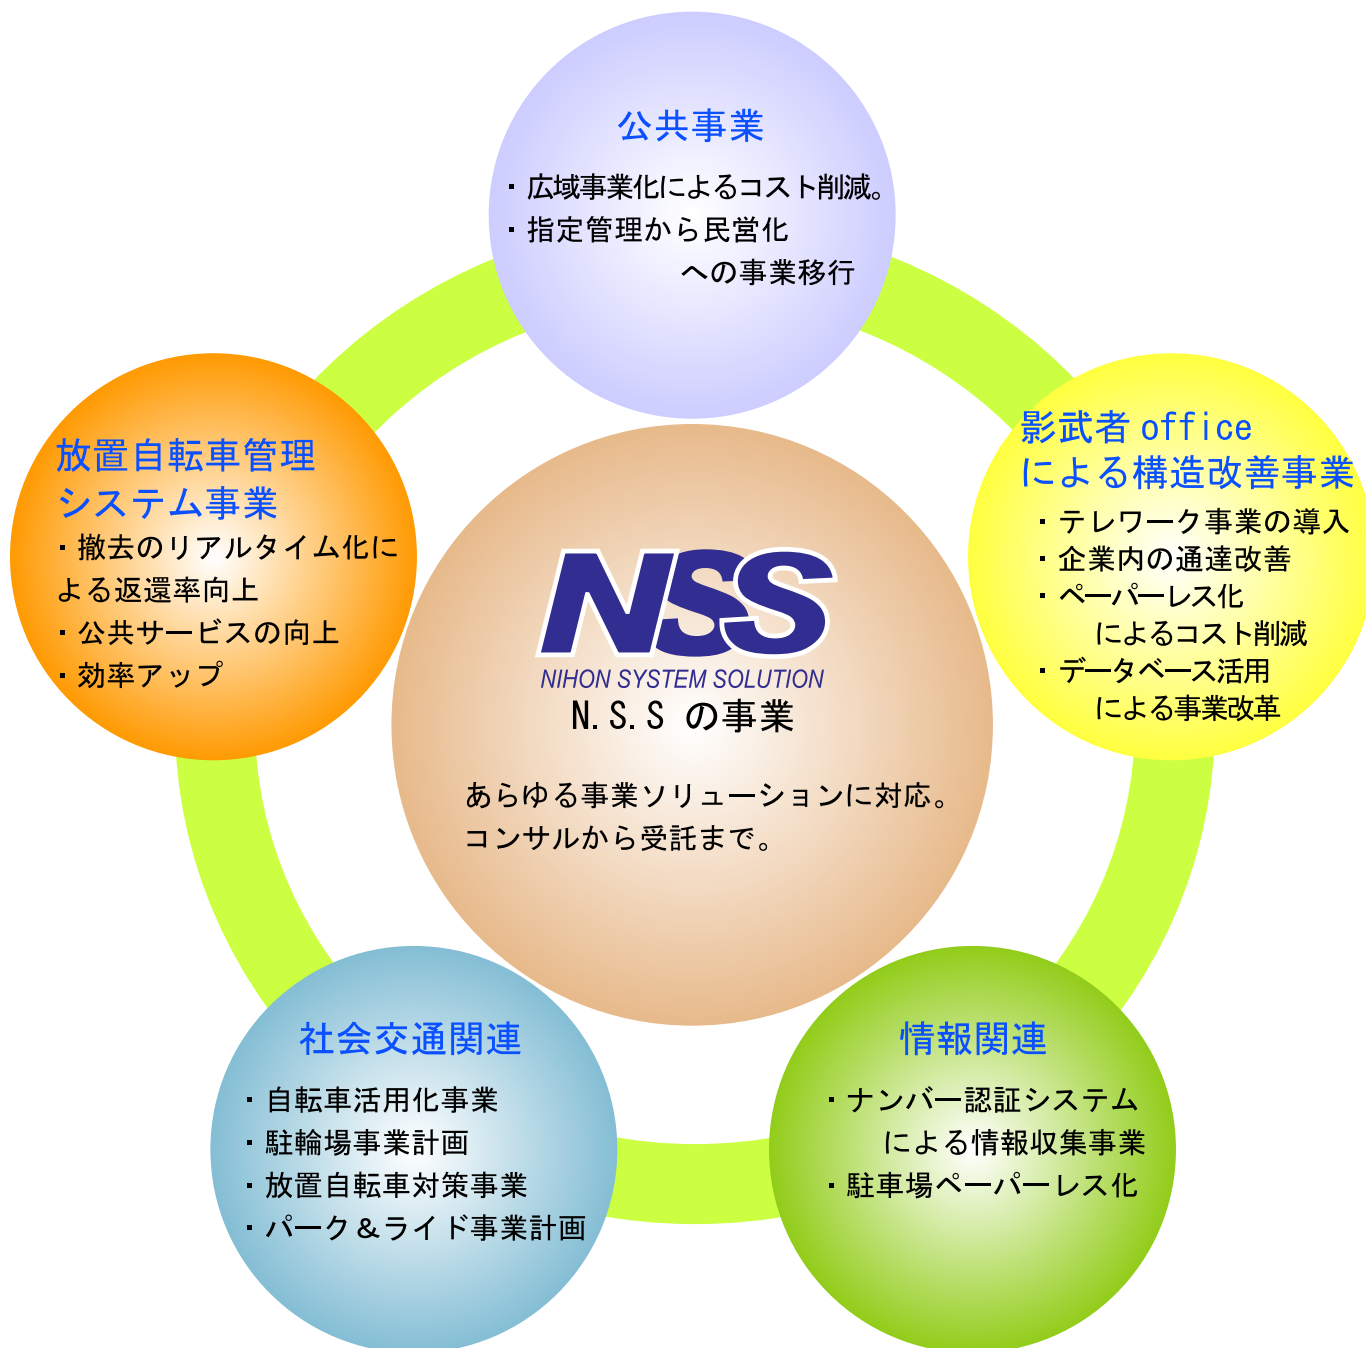 公共事業
・広域事業化によるコスト削減。
・指定管理から民営化
への事業移行
影武者 office
による構造改善事業
・テレワーク事業の導入
・企業内の通達改善
・ペーパーレス化
によるコスト削減
・データベース活用
による事業改革
放置自転車管理
システム事業
・撤去のリアルタイム化に
よる返還率向上
・公共サービスの向上
・効率アップ
NSS
NIHON SYSTEM SOLUTION
N.S.S の事業
あらゆる事業ソリューションに対応。
コンサルから受託まで。
社会交通関連
・自転車活用化事業
・駐輪場事業計画
・放置自転車対策事業
・パーク＆ライド事業計画
情報関連
・ナンバー認証システム
による情報収集事業
・駐車場ペーパーレス化